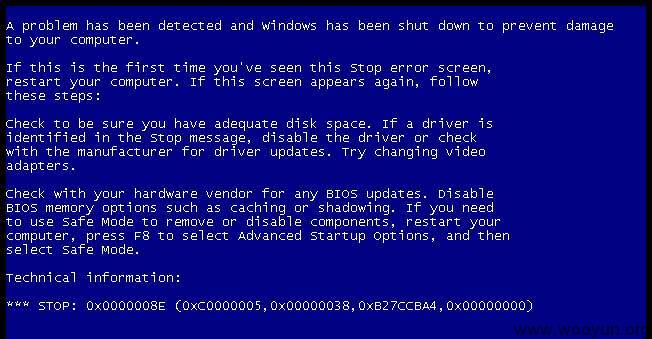 A problem has been detected and Windows has been shut down to prevent damage
to your computer.
If this is the first time you've seen this Stop error screen,
restart your computer. If this screen appears again, follow
these steps:
Check to be sure you have adequate disk space. If a driver is
identified in the Stop message, disable the driver or check
with the manufacturer for driver updates. Try changing video
adapters.
Check with your hardware vendor for any BIOS updates. Disable
BIOS memory options such as caching or shadowing. If you need
to use Safe Mode to remove or disable components, restart your
computer, press F8 to select Advanced Startup Options, and then
select Safe Mode.
Technical information:
*** STOP: 0x0000008E (0xC0000005,0x00000038,0xB27CCBA4,0x00000000)
www.wooyun.org